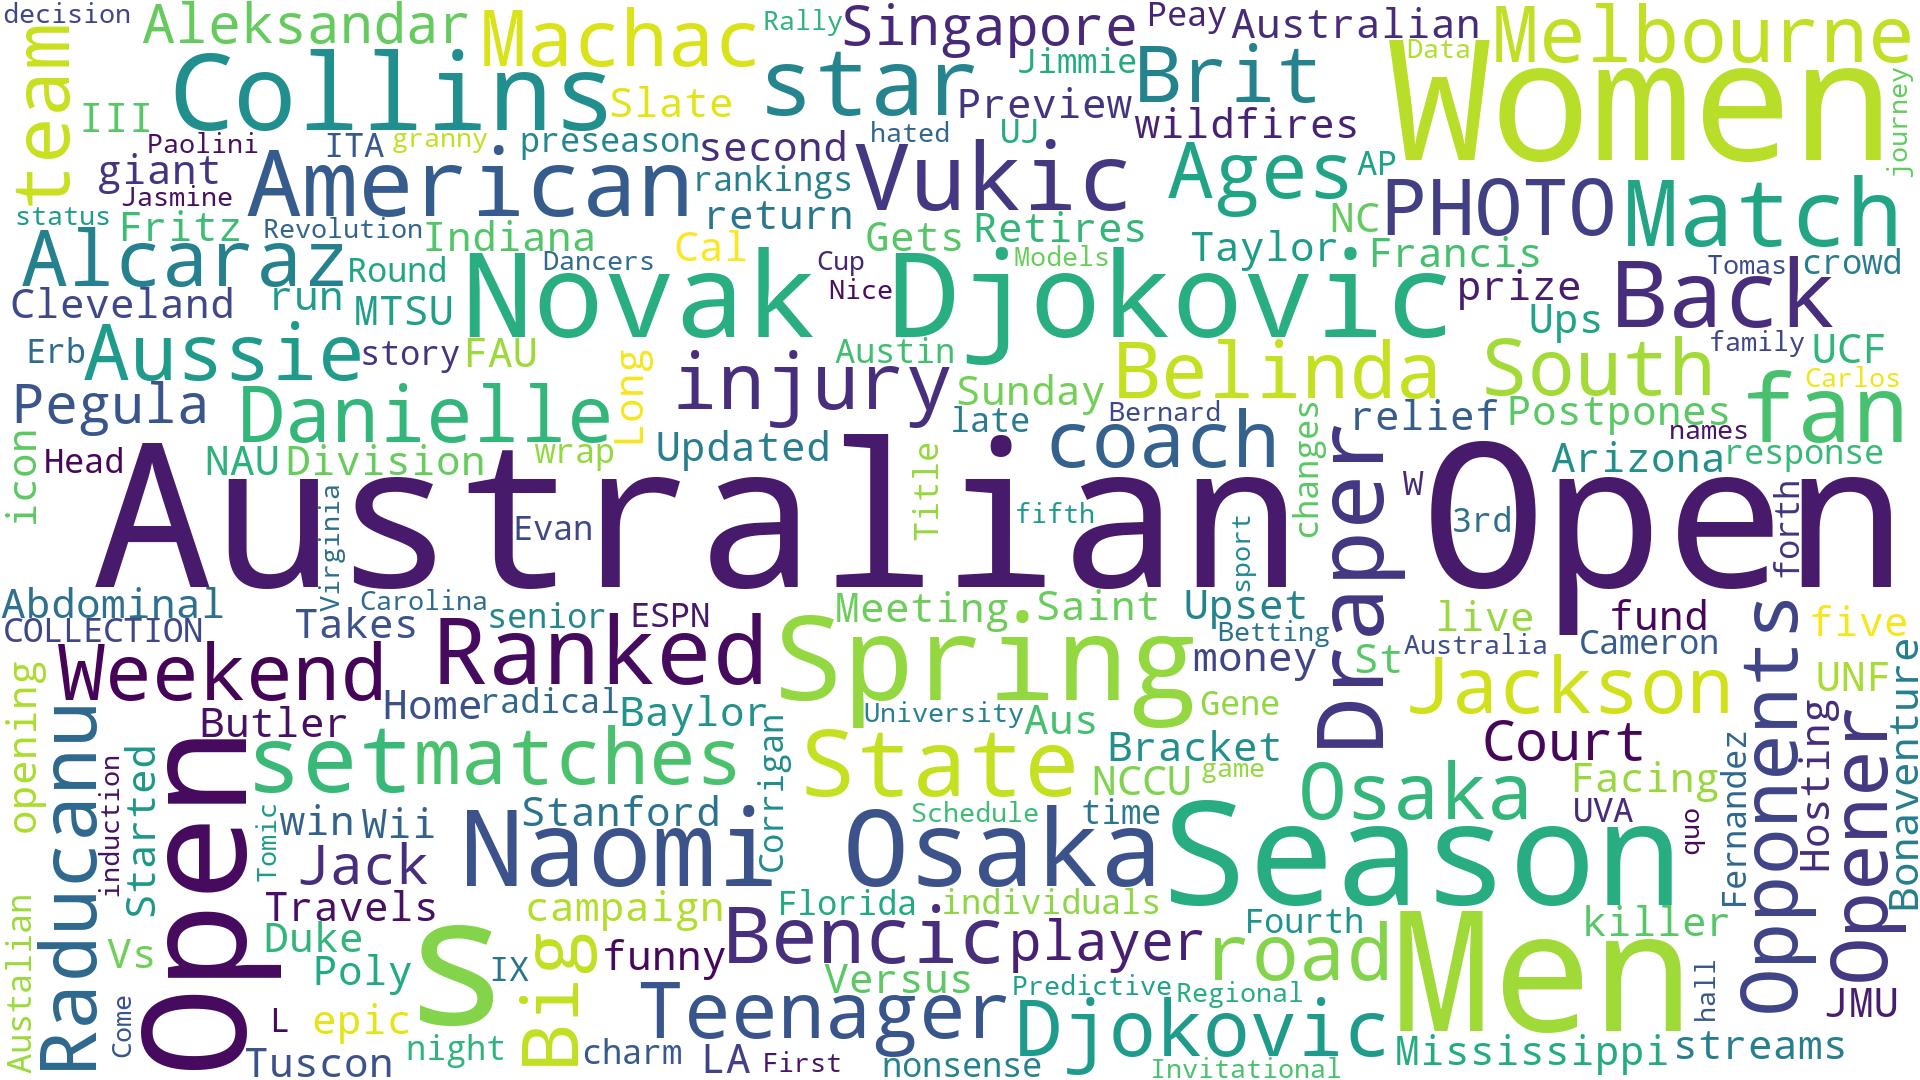 decision
Aleksandar
Machac
Rally
Singapore
Peay
Australian
Melbourne
team
Collins
Slate
star
Jimmie
Brit
Women
Data
III
Preview
wildfires
journey
Paolini
ITA
granny
preseason
second
hated
UJ
giant
American
rankings
Vukic
Ages
AP
PHOTO
Match
Jasmine
status
Fritz
Revolution
Indiana
return
Gets
Retires
NC
Alcaraz
Round
Cal
Dancers
Cup
Models
Taylor
Francis
Tomas
crowd
Cleveland
run
MTSU
Novak Djokovic
Nice
prize
Back
Ups
Erb
Aussie
story
FAU
Long
injury
Austin
Belinda
South
family
UCF
Pegula
Danielle
Sunday
Carlos
fan
late
Bernard
changes
relief
Postpones
names
icon
Head
NAU
Division
wrap
Updated
Title
coach
Draper
Arizona
response
Australian Open
W
Virginia
Evan
fifth
sport
3rd
forth
Abdominal
Carolina
COLLECTION
Takes
senior
ESPN
Meeting
Saint
Upset
live
fund
Opponents
five
Weekend
Ranked
Spring
Betting
money
St
Australia
Cameron
opening
Raducanu
Butler
Home
radical
Baylor
University
Aus
Gene
Jackson
UNF
Bonaventure
Open
set
matches
Corrigan
State
Bracket
Court
Hosting
Opener
started
induction
NCCU
game
Osaka
Facing
Fernandez
Tomic
win
Wii
Stanford
Schedule
time
UVA
quo
Jack
Naomi Osaka
Season
Austalian
Vs
Travels
campaign
Florida
individuals
Fourth
killer
Duke
s
Big
funny
Bencic
player
road
Men
Poly
IX
Versus
Predictive
Regional
hall
Come
L
epic
Teenager
Djokovic
JMU
Tuscon
night
charm
LA
First
nonsense
Invitational
Mississippi
streams